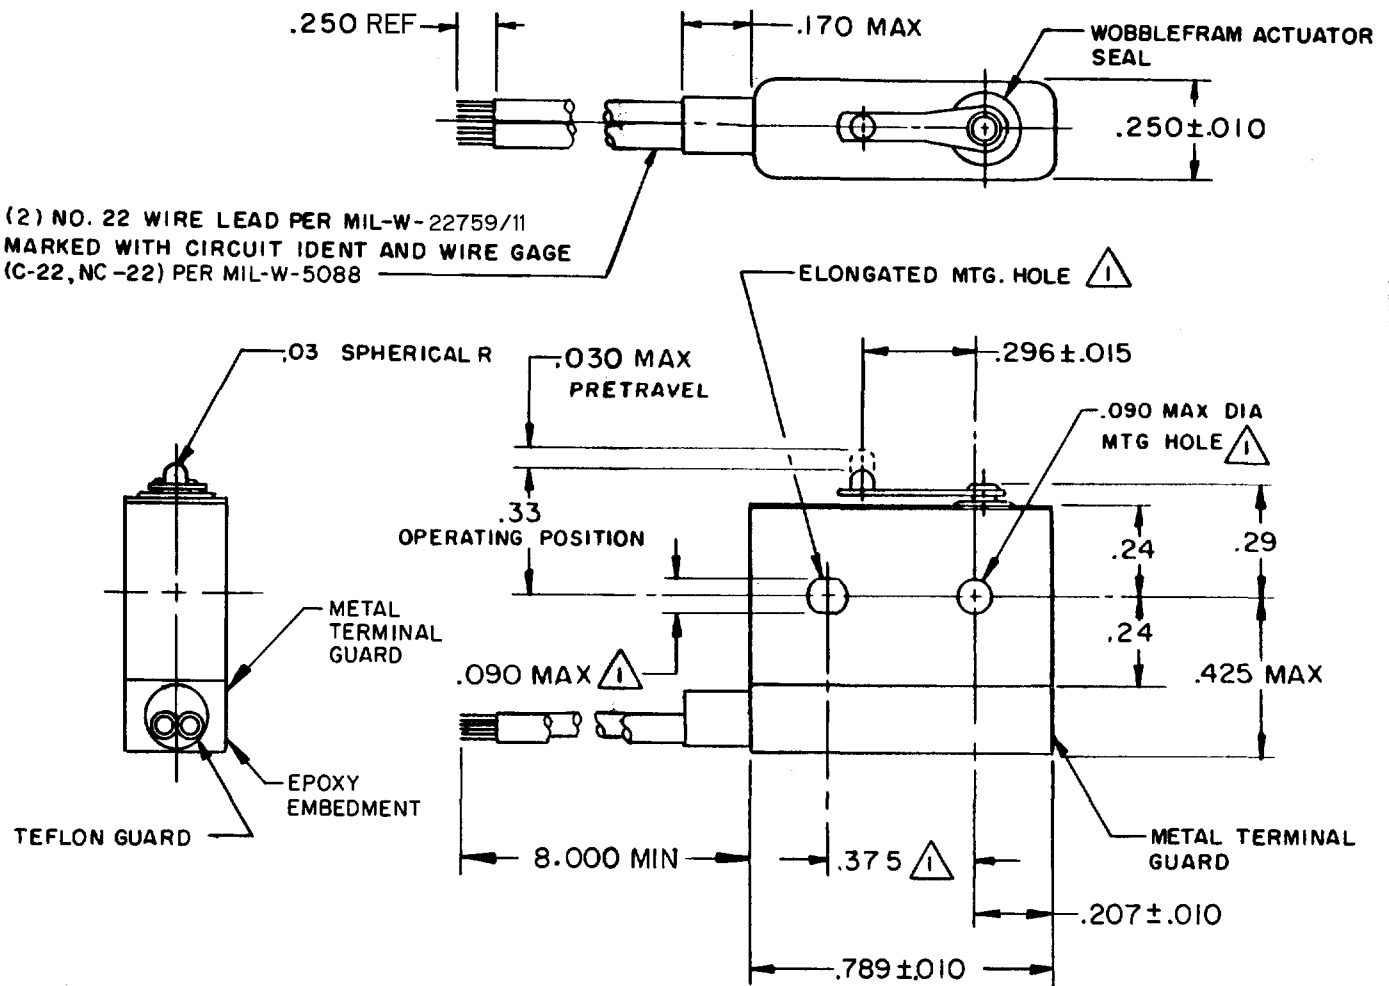 .250 REF
.170 MAX
WOBBLEFRAM ACTUATOR
SEAL
.250±.010
(2) NO. 22 WIRE LEAD PER MIL-W-22759/11
MARKED WITH CIRCUIT IDENT AND WIRE GAGE
(C-22, NC-22) PER MIL-W-5088
ELONGATED MTG. HOLE 1
.03 SPHERICAL R
.030 MAX
PRETRAVEL
.296±.015
.090 MAX DIA
MTG HOLE 1
.33
OPERATING POSITION
.24
.29
METAL
TERMINAL
GUARD
.24
.090 MAX 1
.425 MAX
EPOXY
EMBEDMENT
TEFLON GUARD
8.000 MIN
.375 1
METAL TERMINAL
GUARD
.207±.010
.789±.010